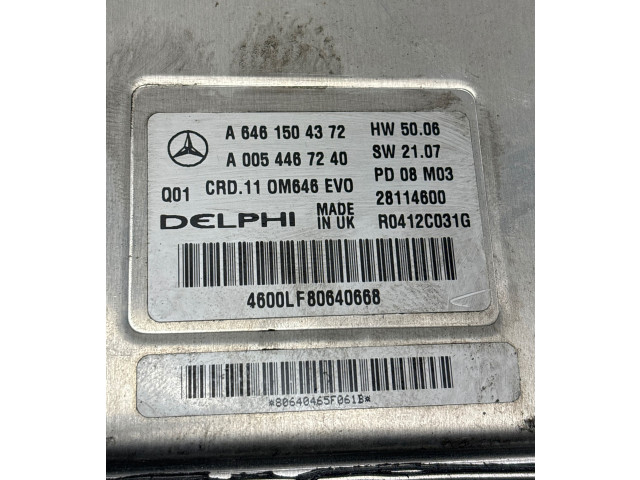 A 646 150 43 72 HW 50.06
A 005 446 72 40 SW 21.07
Q01 CRD.11 OM646 EVO PD 08 M03
28114600
DELPHI MADE IN UK R0412C031G
4600LF80640668
*80640465F061B*